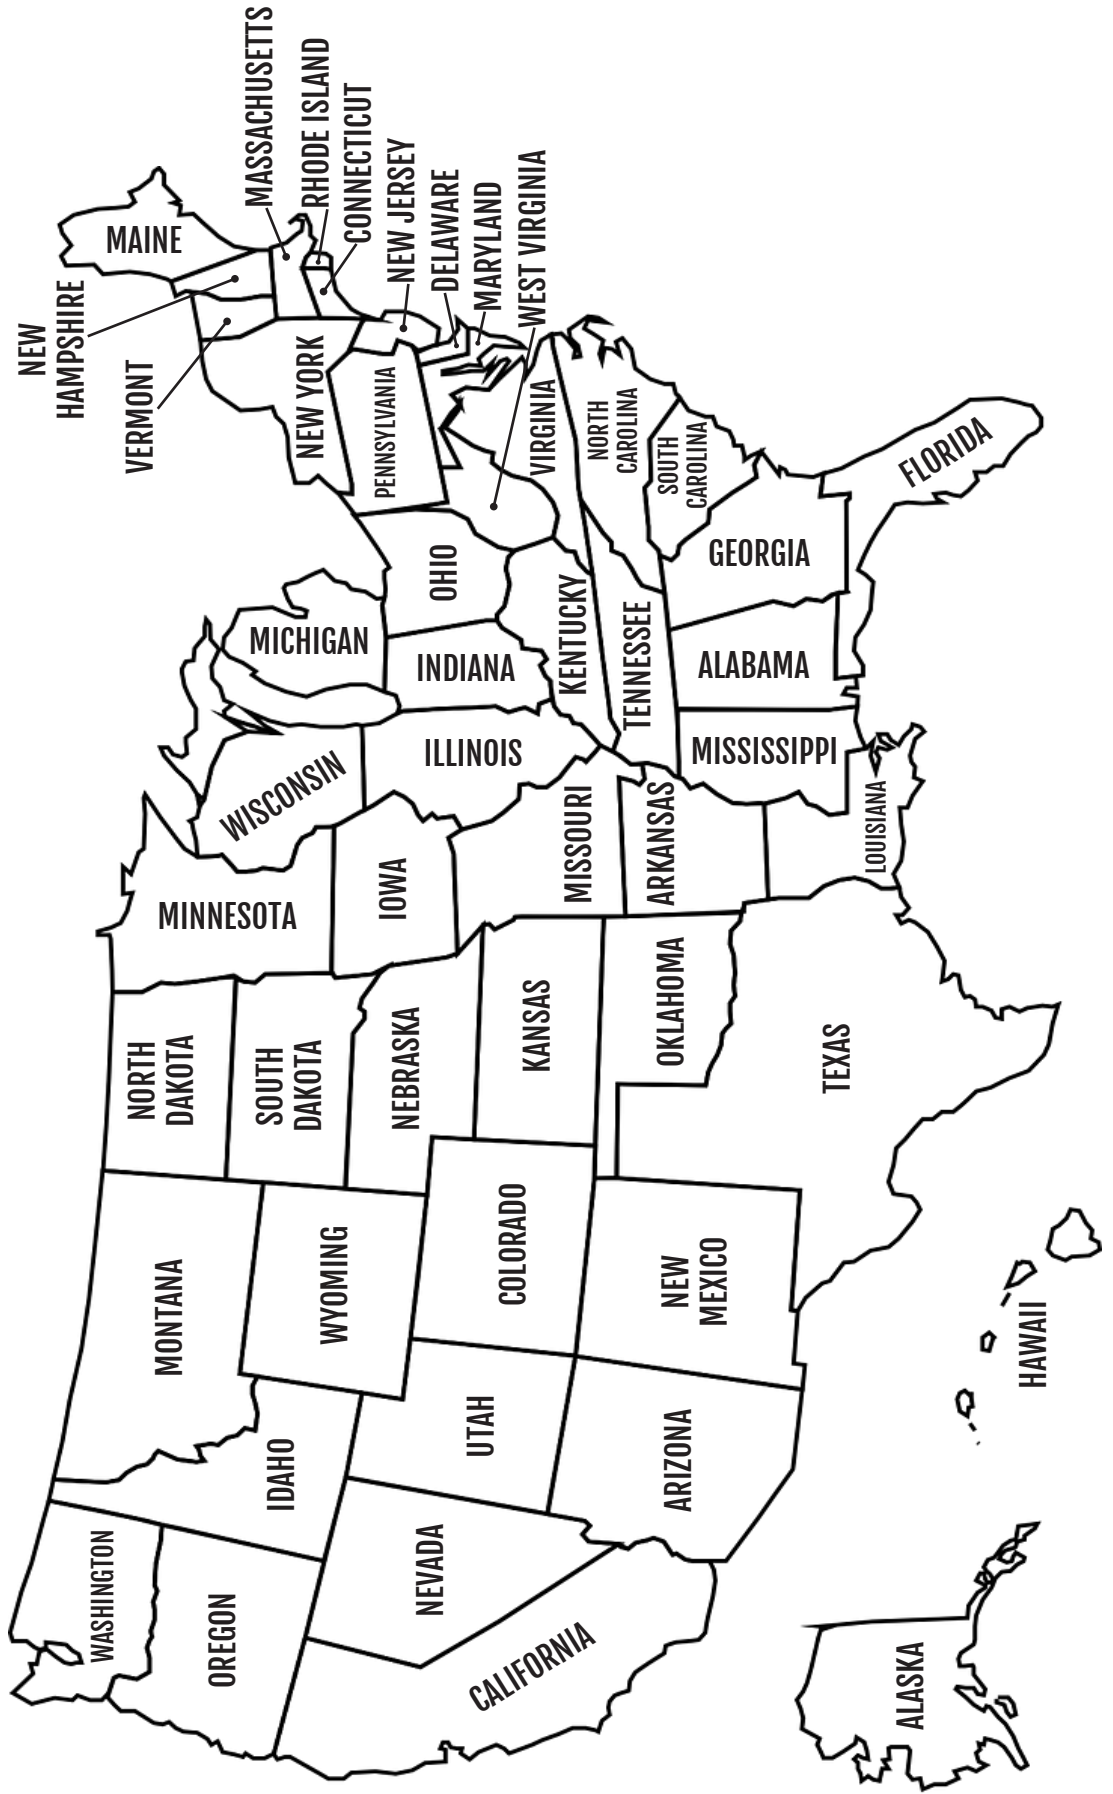 MAINE
MASSACHUSETTS
RHODE ISLAND
CONNECTICUT
NEW JERSEY
DELAWARE
MARYLAND
WEST VIRGINIA
NEW
HAMPSHIRE
VERMONT
NEW YORK
PENNSYLVANIA
VIRGINIA
NORTH
CAROLINA
SOUTH
CAROLINA
FLORIDA
GEORGIA
OHIO
MICHIGAN
INDIANA
KENTUCKY
TENNESSEE
ALABAMA
WISCONSIN
ILLINOIS
MISSISSIPPI
MINNESOTA
IOWA
MISSOURI
ARKANSAS
LOUISIANA
NORTH
DAKOTA
SOUTH
DAKOTA
NEBRASKA
KANSAS
OKLAHOMA
TEXAS
MONTANA
WYOMING
COLORADO
NEW
MEXICO
HAWAII
IDAHO
UTAH
ARIZONA
WASHINGTON
OREGON
NEVADA
CALIFORNIA
ALASKA